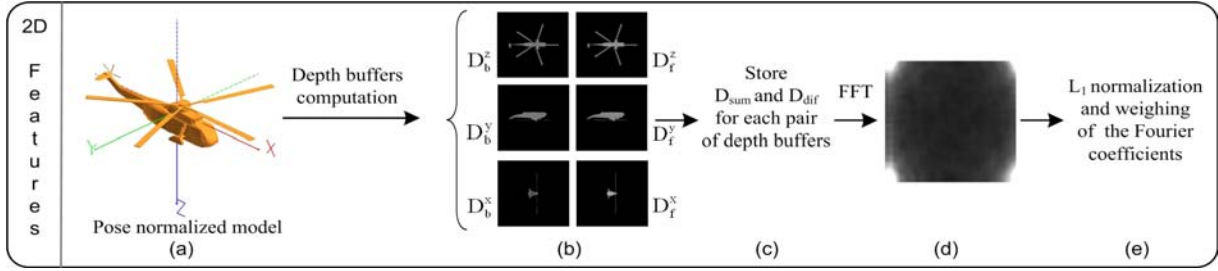 2D
Features
Y
X
Z
Pose normalized model
(a)
Depth buffers
computation
D_b^z
D_f^z
D_b^y
D_f^y
D_b^x
D_f^x
(b)
Store
D_sum and D_dif
for each pair
of depth buffers
(c)
FFT
(d)
L_1 normalization
and weighing
of the Fourier
coefficients
(e)